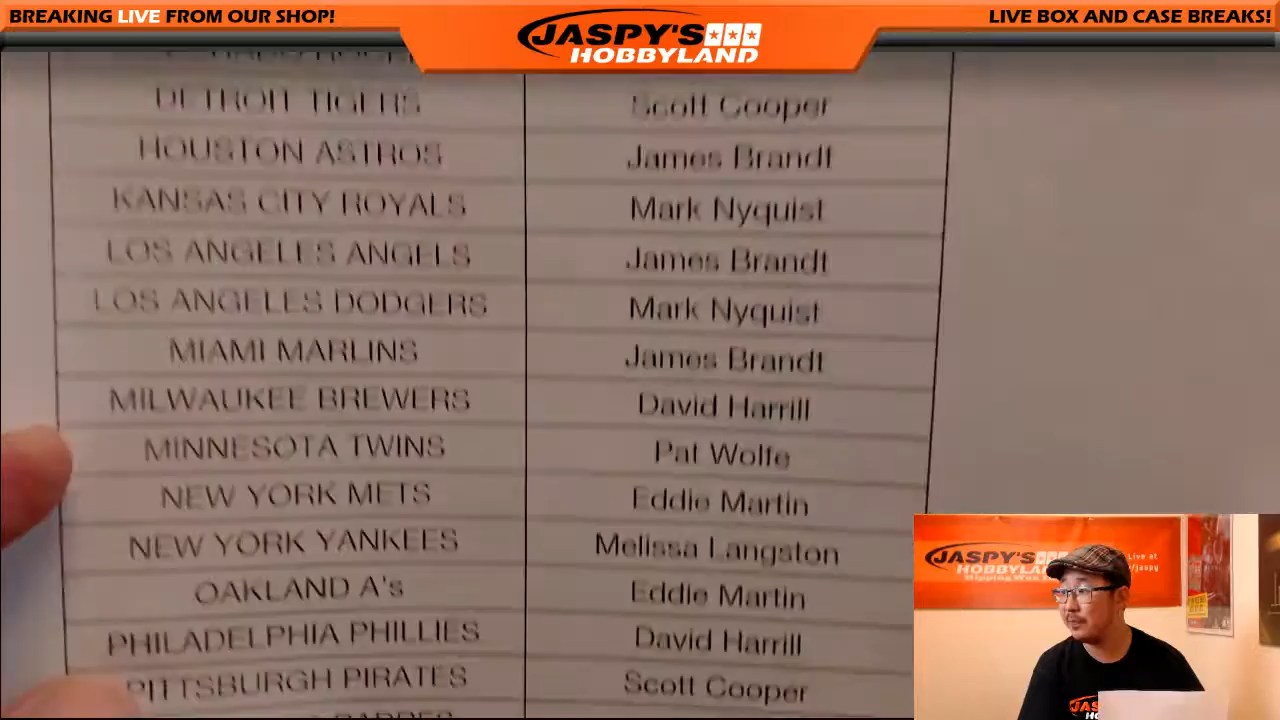 BREAKING LIVE FROM OUR SHOP!
JASPY'S
HOBBYLAND
LIVE BOX AND CASE BREAKS!
DETROIT TIGERS Scott Cooper
HOUSTON ASTROS James Brandt
KANSAS CITY ROYALS Mark Nyquist
LOS ANGELES ANGELS James Brandt
LOS ANGELES DODGERS Mark Nyquist
MIAMI MARLINS James Brandt
MILWAUKEE BREWERS David Harrill
MINNESOTA TWINS Pat Wolfe
NEW YORK METS Eddie Martin
NEW YORK YANKEES Melissa Langston
OAKLAND A's Eddie Martin
PHILADELPHIA PHILLIES David Harrill
PITTSBURGH PIRATES Scott Cooper
JASPY'S
HOBBYLAND
Live at